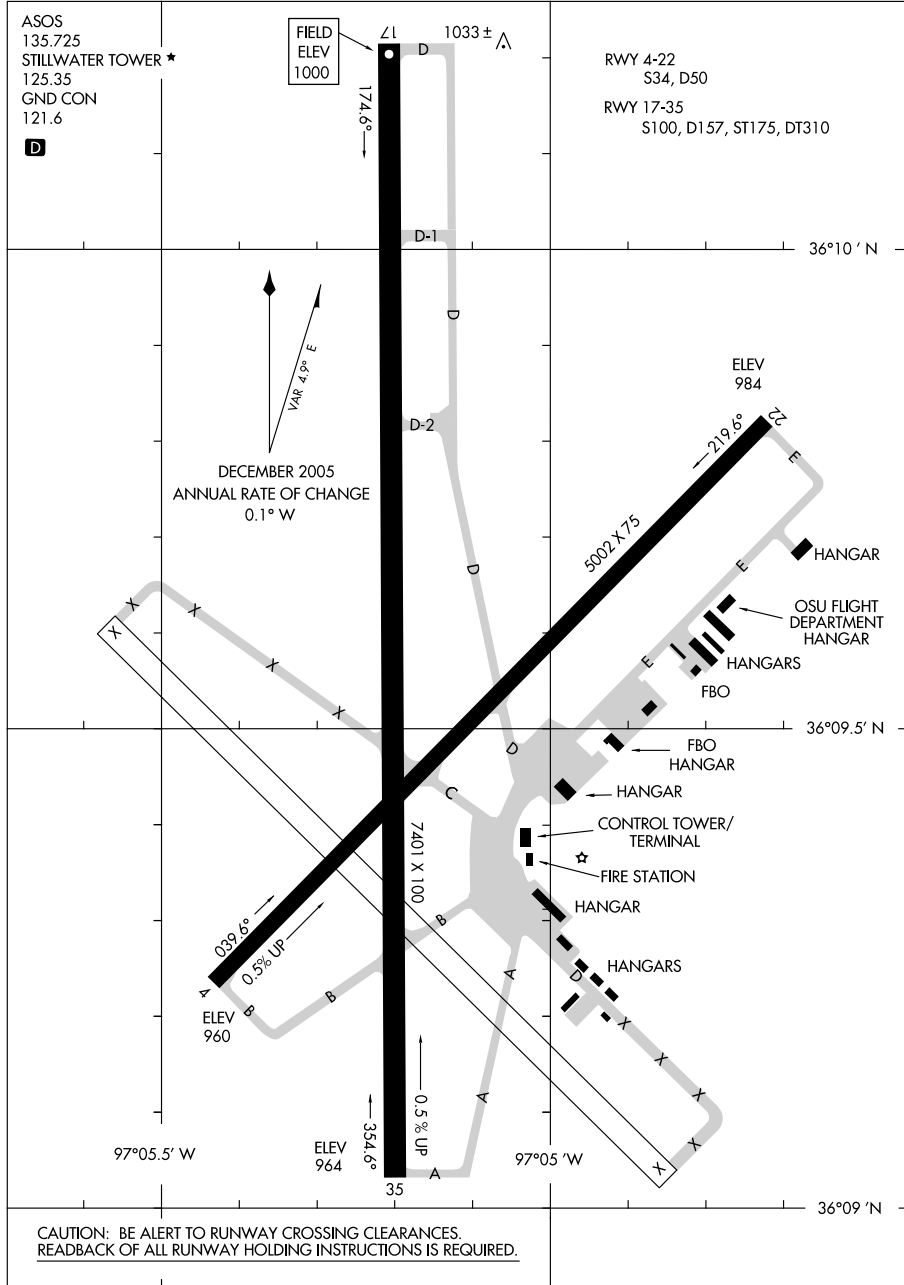 ASOS
135.725
STILLWATER TOWER ★
125.35
GND CON
121.6
D
FIELD
ELEV
1000
17
D
1033 ±
RWY 4-22
S34, D50
RWY 17-35
S100, D157, ST175, DT310
174.6°
D-1
36°10 ' N
VAR 4.9° E
D
ELEV
984
22
D-2
219.6°
E
DECEMBER 2005
ANNUAL RATE OF CHANGE
0.1° W
5002 X 75
HANGAR
E
D
X
X
X
OSU FLIGHT
DEPARTMENT
HANGAR
E
HANGARS
X
FBO
X
36°09.5' N
D
FBO
HANGAR
C
HANGAR
7401 X 100
CONTROL TOWER/
TERMINAL
FIRE STATION
HANGAR
B
039.6°
0.5% UP
HANGARS
A
D
4
B
B
ELEV
960
X
X
0.5 % UP
A
X
354.6°
X
97°05.5' W
ELEV
964
97°05 'W
X
A
35
36°09 ' N
CAUTION: BE ALERT TO RUNWAY CROSSING CLEARANCES.
READBACK OF ALL RUNWAY HOLDING INSTRUCTIONS IS REQUIRED.